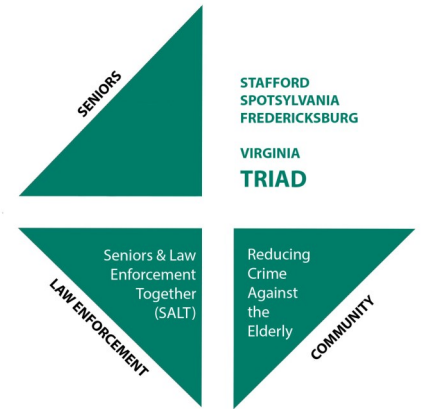 SENIORS
STAFFORD
SPOTSYLVANIA
FREDERICKSBURG
VIRGINIA
TRIAD
Seniors & Law
Enforcement
Together
(SALT)
LAW ENFORCEMENT
Reducing
Crime
Against
the
Elderly
COMMUNITY